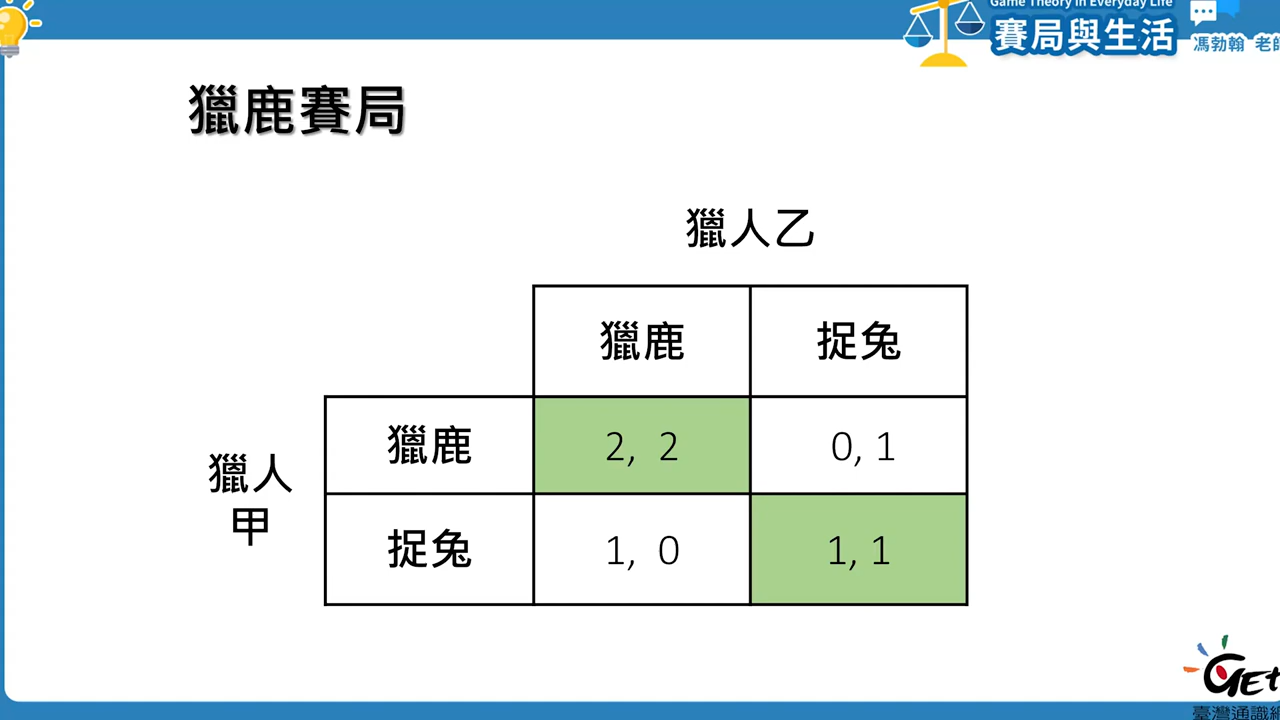 Game Theory in Everyday Life
賽局與生活
馮勃翰 老師
獵鹿賽局
獵人乙
獵鹿 捉兔
獵人
甲
獵鹿 2, 2 0, 1
捉兔 1, 0 1, 1
GET
臺灣通識網